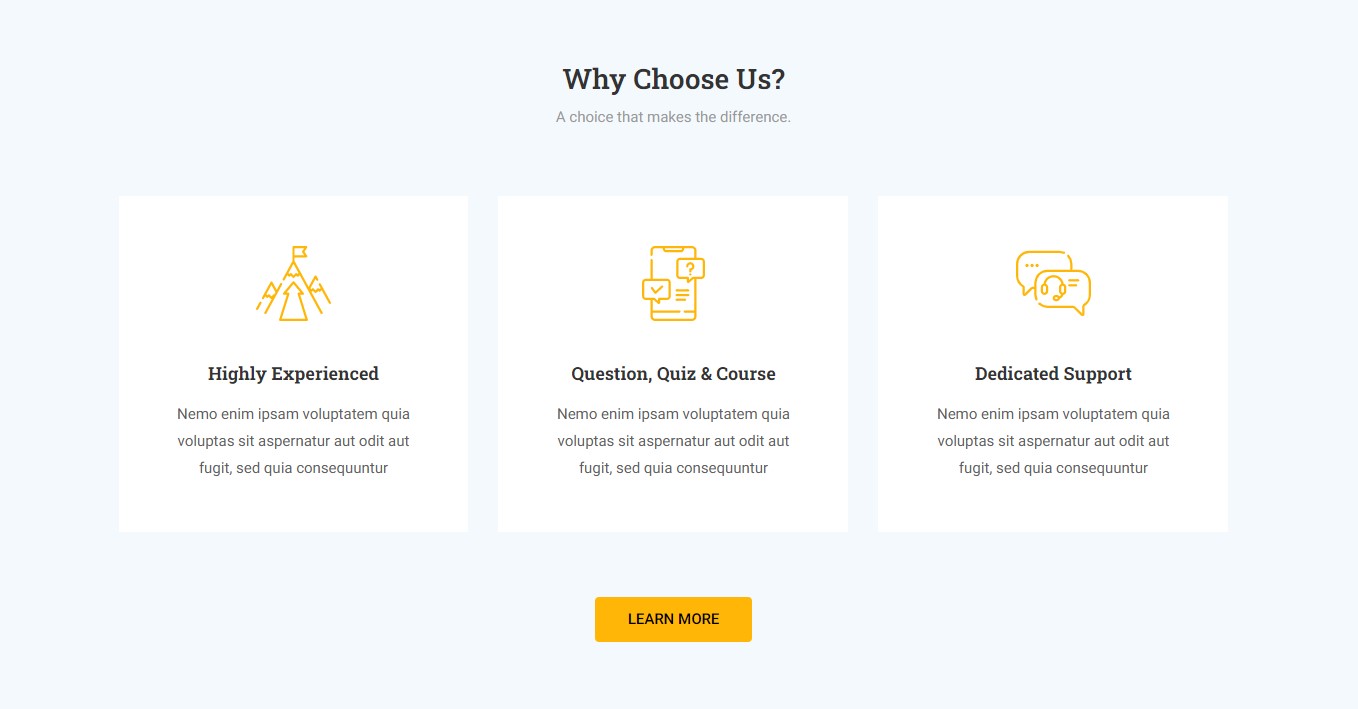 Why Choose Us?
A choice that makes the difference.
Highly Experienced
Nemo enim ipsam voluptatem quia
voluptas sit aspernatur aut odit aut
fugit, sed quia consequuntur
Question, Quiz & Course
Nemo enim ipsam voluptatem quia
voluptas sit aspernatur aut odit aut
fugit, sed quia consequuntur
Dedicated Support
Nemo enim ipsam voluptatem quia
voluptas sit aspernatur aut odit aut
fugit, sed quia consequuntur
LEARN MORE